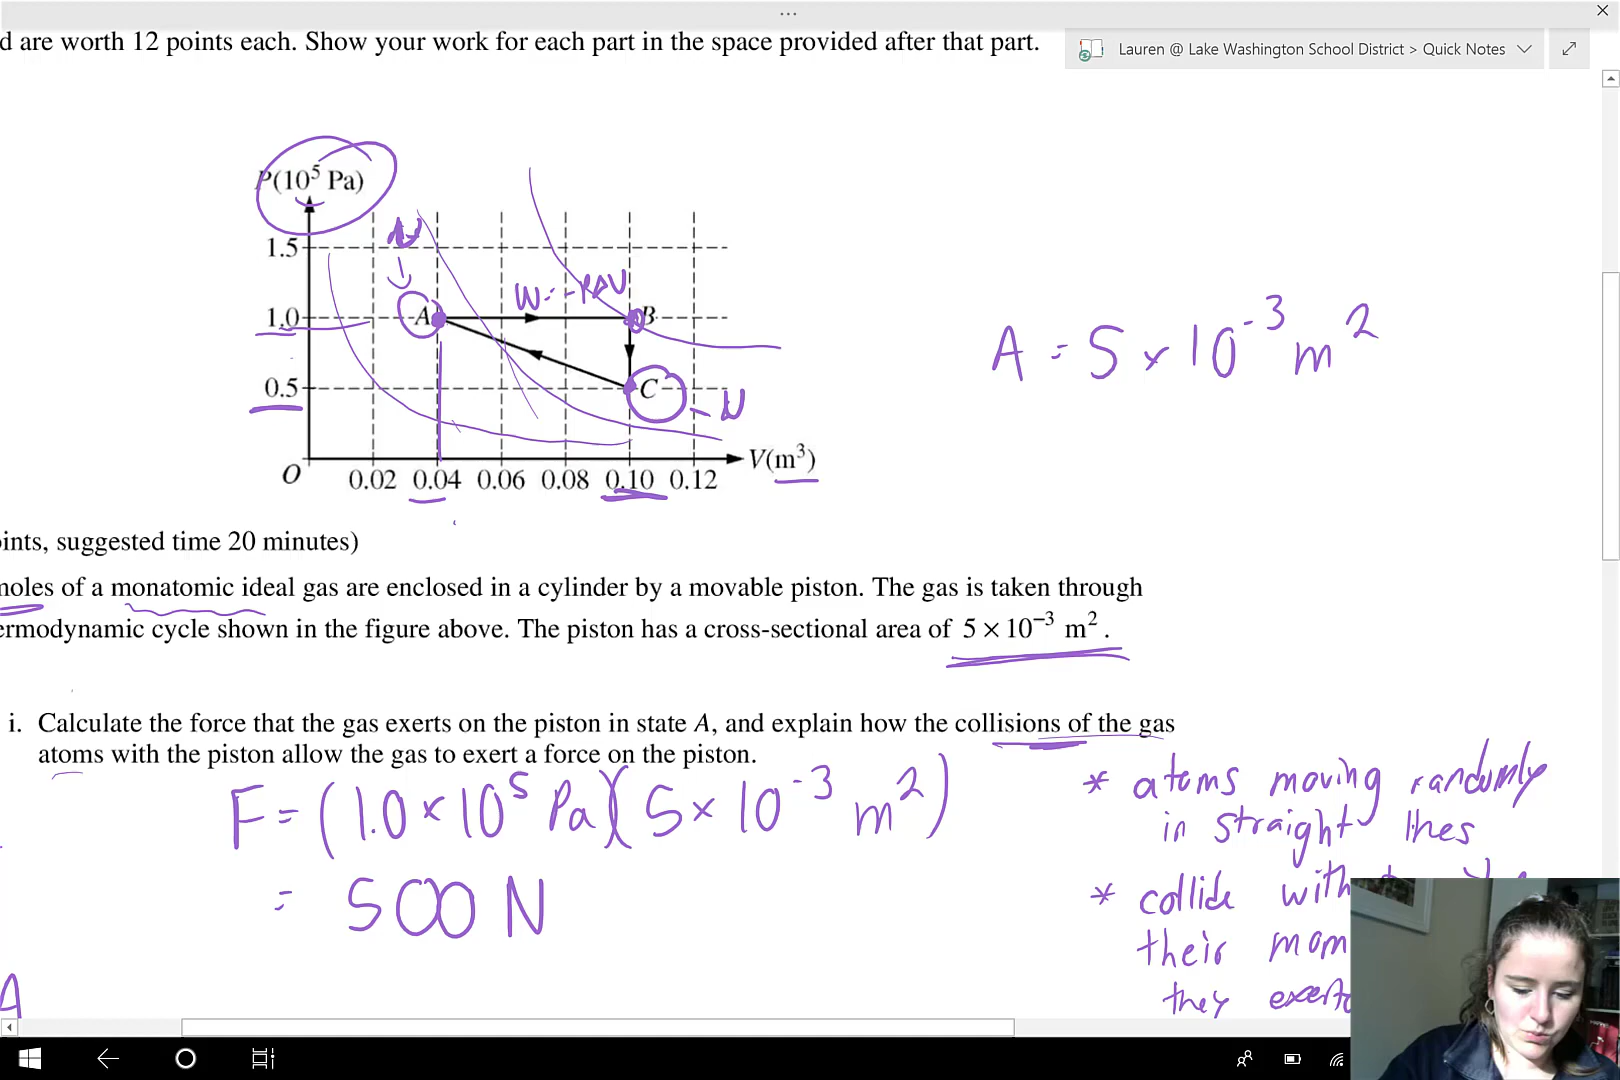 d are worth 12 points each. Show your work for each part in the space provided after that part.
Lauren @ Lake Washington School District > Quick Notes
P(10⁵ Pa)
1.5
1.0
0.5
A
W = -PΔV
B
C
O
0.02 0.04 0.06 0.08 0.10 0.12
V(m³)
A = 5 × 10⁻³ m²
oints, suggested time 20 minutes)
moles of a monatomic ideal gas are enclosed in a cylinder by a movable piston. The gas is taken through
ermodynamic cycle shown in the figure above. The piston has a cross-sectional area of 5 × 10⁻³ m².
i. Calculate the force that the gas exerts on the piston in state A, and explain how the collisions of the gas
atoms with the piston allow the gas to exert a force on the piston.
F = (1.0 × 10⁵ Pa)(5 × 10⁻³ m²)
= 500 N
* atoms moving randomly
in straight lines
* collide with
their mom
they exert
A